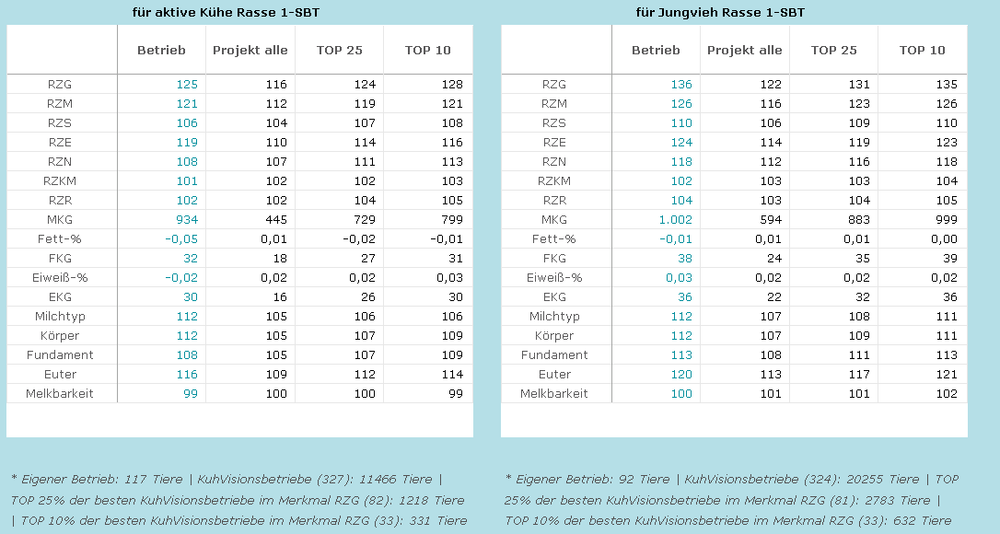 für aktive Kühe Rasse 1-SBT
Betrieb Projekt alle TOP 25 TOP 10
RZG 125 116 124 128
RZM 121 112 119 121
RZS 106 104 107 108
RZE 119 110 114 116
RZN 108 107 111 113
RZKM 101 102 102 103
RZR 102 102 104 105
MKG 934 445 729 799
Fett-% -0,05 0,01 -0,02 -0,01
FKG 32 18 27 31
Eiweiß-% -0,02 0,02 0,02 0,03
EKG 30 16 26 30
Milchtyp 112 105 106 106
Körper 112 105 107 109
Fundament 108 105 107 109
Euter 116 109 112 114
Melkbarkeit 99 100 100 99
* Eigener Betrieb: 117 Tiere | KuhVisionsbetriebe (327): 11466 Tiere |
TOP 25% der besten KuhVisionsbetriebe im Merkmal RZG (82): 1218 Tiere
| TOP 10% der besten KuhVisionsbetriebe im Merkmal RZG (33): 331 Tiere
für Jungvieh Rasse 1-SBT
Betrieb Projekt alle TOP 25 TOP 10
RZG 136 122 131 135
RZM 126 116 123 126
RZS 110 106 109 110
RZE 124 114 119 123
RZN 118 112 116 118
RZKM 102 103 103 104
RZR 104 103 104 105
MKG 1.002 594 883 999
Fett-% -0,01 0,01 0,01 0,00
FKG 38 24 35 39
Eiweiß-% 0,03 0,02 0,02 0,02
EKG 36 22 32 36
Milchtyp 112 107 108 111
Körper 112 107 109 111
Fundament 113 108 111 113
Euter 120 113 117 121
Melkbarkeit 100 101 101 102
* Eigener Betrieb: 92 Tiere | KuhVisionsbetriebe (324): 20255 Tiere | TOP
25% der besten KuhVisionsbetriebe im Merkmal RZG (81): 2783 Tiere |
TOP 10% der besten KuhVisionsbetriebe im Merkmal RZG (33): 632 Tiere